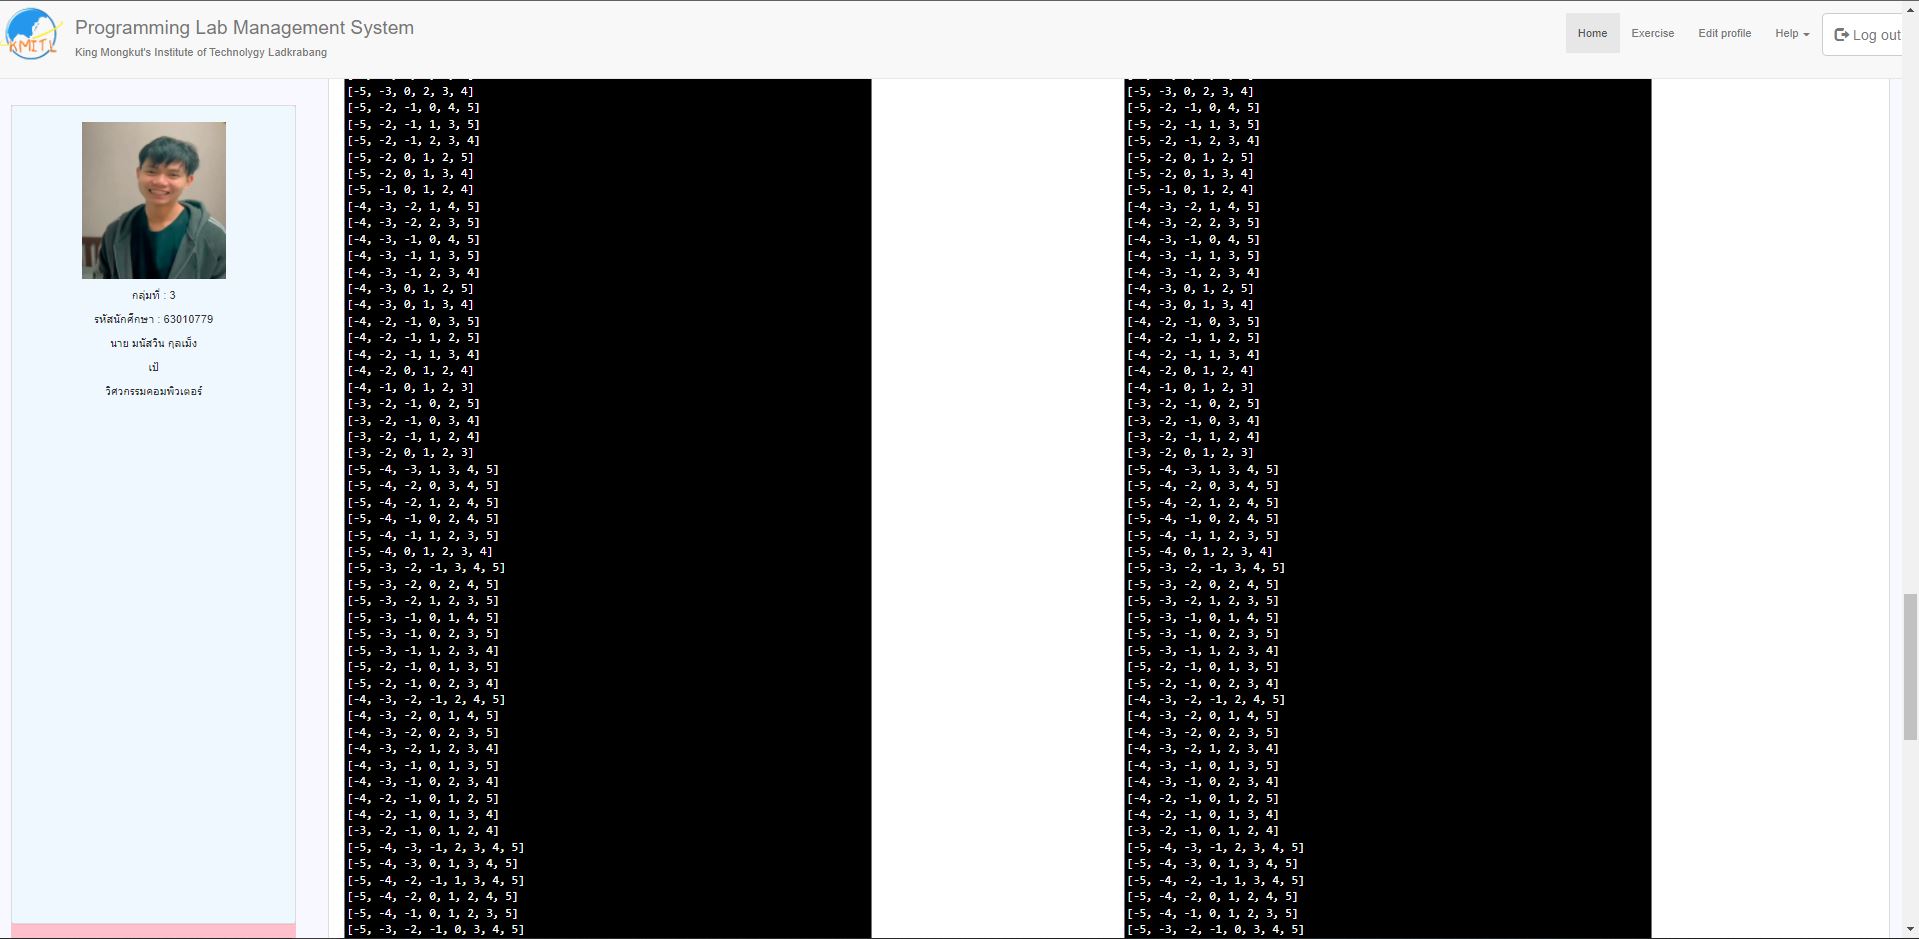 KMITL
Programming Lab Management System
King Mongkut's Institute of Technolygy Ladkrabang
Home
Exercise
Edit profile
Help
Log out
กลุ่มที่ : 3
รหัสนักศึกษา : 63010779
นาย มนัสวิน กุลเม็ง
เป้
วิศวกรรมคอมพิวเตอร์
[-5, -3, 0, 2, 3, 4]
[-5, -2, -1, 0, 4, 5]
[-5, -2, -1, 1, 3, 5]
[-5, -2, -1, 2, 3, 4]
[-5, -2, 0, 1, 2, 5]
[-5, -2, 0, 1, 3, 4]
[-5, -1, 0, 1, 2, 4]
[-4, -3, -2, 1, 4, 5]
[-4, -3, -2, 2, 3, 5]
[-4, -3, -1, 0, 4, 5]
[-4, -3, -1, 1, 3, 5]
[-4, -3, -1, 2, 3, 4]
[-4, -3, 0, 1, 2, 5]
[-4, -3, 0, 1, 3, 4]
[-4, -2, -1, 0, 3, 5]
[-4, -2, -1, 1, 2, 5]
[-4, -2, -1, 1, 3, 4]
[-4, -2, 0, 1, 2, 4]
[-4, -1, 0, 1, 2, 3]
[-3, -2, -1, 0, 2, 5]
[-3, -2, -1, 0, 3, 4]
[-3, -2, -1, 1, 2, 4]
[-3, -2, 0, 1, 2, 3]
[-5, -4, -3, 1, 3, 4, 5]
[-5, -4, -2, 0, 3, 4, 5]
[-5, -4, -2, 1, 2, 4, 5]
[-5, -4, -1, 0, 2, 4, 5]
[-5, -4, -1, 1, 2, 3, 5]
[-5, -4, 0, 1, 2, 3, 4]
[-5, -3, -2, -1, 3, 4, 5]
[-5, -3, -2, 0, 2, 4, 5]
[-5, -3, -2, 1, 2, 3, 5]
[-5, -3, -1, 0, 1, 4, 5]
[-5, -3, -1, 0, 2, 3, 5]
[-5, -3, -1, 1, 2, 3, 4]
[-5, -2, -1, 0, 1, 3, 5]
[-5, -2, -1, 0, 2, 3, 4]
[-4, -3, -2, -1, 2, 4, 5]
[-4, -3, -2, 0, 1, 4, 5]
[-4, -3, -2, 0, 2, 3, 5]
[-4, -3, -2, 1, 2, 3, 4]
[-4, -3, -1, 0, 1, 3, 5]
[-4, -3, -1, 0, 2, 3, 4]
[-4, -2, -1, 0, 1, 2, 5]
[-4, -2, -1, 0, 1, 3, 4]
[-3, -2, -1, 0, 1, 2, 4]
[-5, -4, -3, -1, 2, 3, 4, 5]
[-5, -4, -3, 0, 1, 3, 4, 5]
[-5, -4, -2, -1, 1, 3, 4, 5]
[-5, -4, -2, 0, 1, 2, 4, 5]
[-5, -4, -1, 0, 1, 2, 3, 5]
[-5, -3, -2, -1, 0, 3, 4, 5]
[-5, -3, 0, 2, 3, 4]
[-5, -2, -1, 0, 4, 5]
[-5, -2, -1, 1, 3, 5]
[-5, -2, -1, 2, 3, 4]
[-5, -2, 0, 1, 2, 5]
[-5, -2, 0, 1, 3, 4]
[-5, -1, 0, 1, 2, 4]
[-4, -3, -2, 1, 4, 5]
[-4, -3, -2, 2, 3, 5]
[-4, -3, -1, 0, 4, 5]
[-4, -3, -1, 1, 3, 5]
[-4, -3, -1, 2, 3, 4]
[-4, -3, 0, 1, 2, 5]
[-4, -3, 0, 1, 3, 4]
[-4, -2, -1, 0, 3, 5]
[-4, -2, -1, 1, 2, 5]
[-4, -2, -1, 1, 3, 4]
[-4, -2, 0, 1, 2, 4]
[-4, -1, 0, 1, 2, 3]
[-3, -2, -1, 0, 2, 5]
[-3, -2, -1, 0, 3, 4]
[-3, -2, -1, 1, 2, 4]
[-3, -2, 0, 1, 2, 3]
[-5, -4, -3, 1, 3, 4, 5]
[-5, -4, -2, 0, 3, 4, 5]
[-5, -4, -2, 1, 2, 4, 5]
[-5, -4, -1, 0, 2, 4, 5]
[-5, -4, -1, 1, 2, 3, 5]
[-5, -4, 0, 1, 2, 3, 4]
[-5, -3, -2, -1, 3, 4, 5]
[-5, -3, -2, 0, 2, 4, 5]
[-5, -3, -2, 1, 2, 3, 5]
[-5, -3, -1, 0, 1, 4, 5]
[-5, -3, -1, 0, 2, 3, 5]
[-5, -3, -1, 1, 2, 3, 4]
[-5, -2, -1, 0, 1, 3, 5]
[-5, -2, -1, 0, 2, 3, 4]
[-4, -3, -2, -1, 2, 4, 5]
[-4, -3, -2, 0, 1, 4, 5]
[-4, -3, -2, 0, 2, 3, 5]
[-4, -3, -2, 1, 2, 3, 4]
[-4, -3, -1, 0, 1, 3, 5]
[-4, -3, -1, 0, 2, 3, 4]
[-4, -2, -1, 0, 1, 2, 5]
[-4, -2, -1, 0, 1, 3, 4]
[-3, -2, -1, 0, 1, 2, 4]
[-5, -4, -3, -1, 2, 3, 4, 5]
[-5, -4, -3, 0, 1, 3, 4, 5]
[-5, -4, -2, -1, 1, 3, 4, 5]
[-5, -4, -2, 0, 1, 2, 4, 5]
[-5, -4, -1, 0, 1, 2, 3, 5]
[-5, -3, -2, -1, 0, 3, 4, 5]